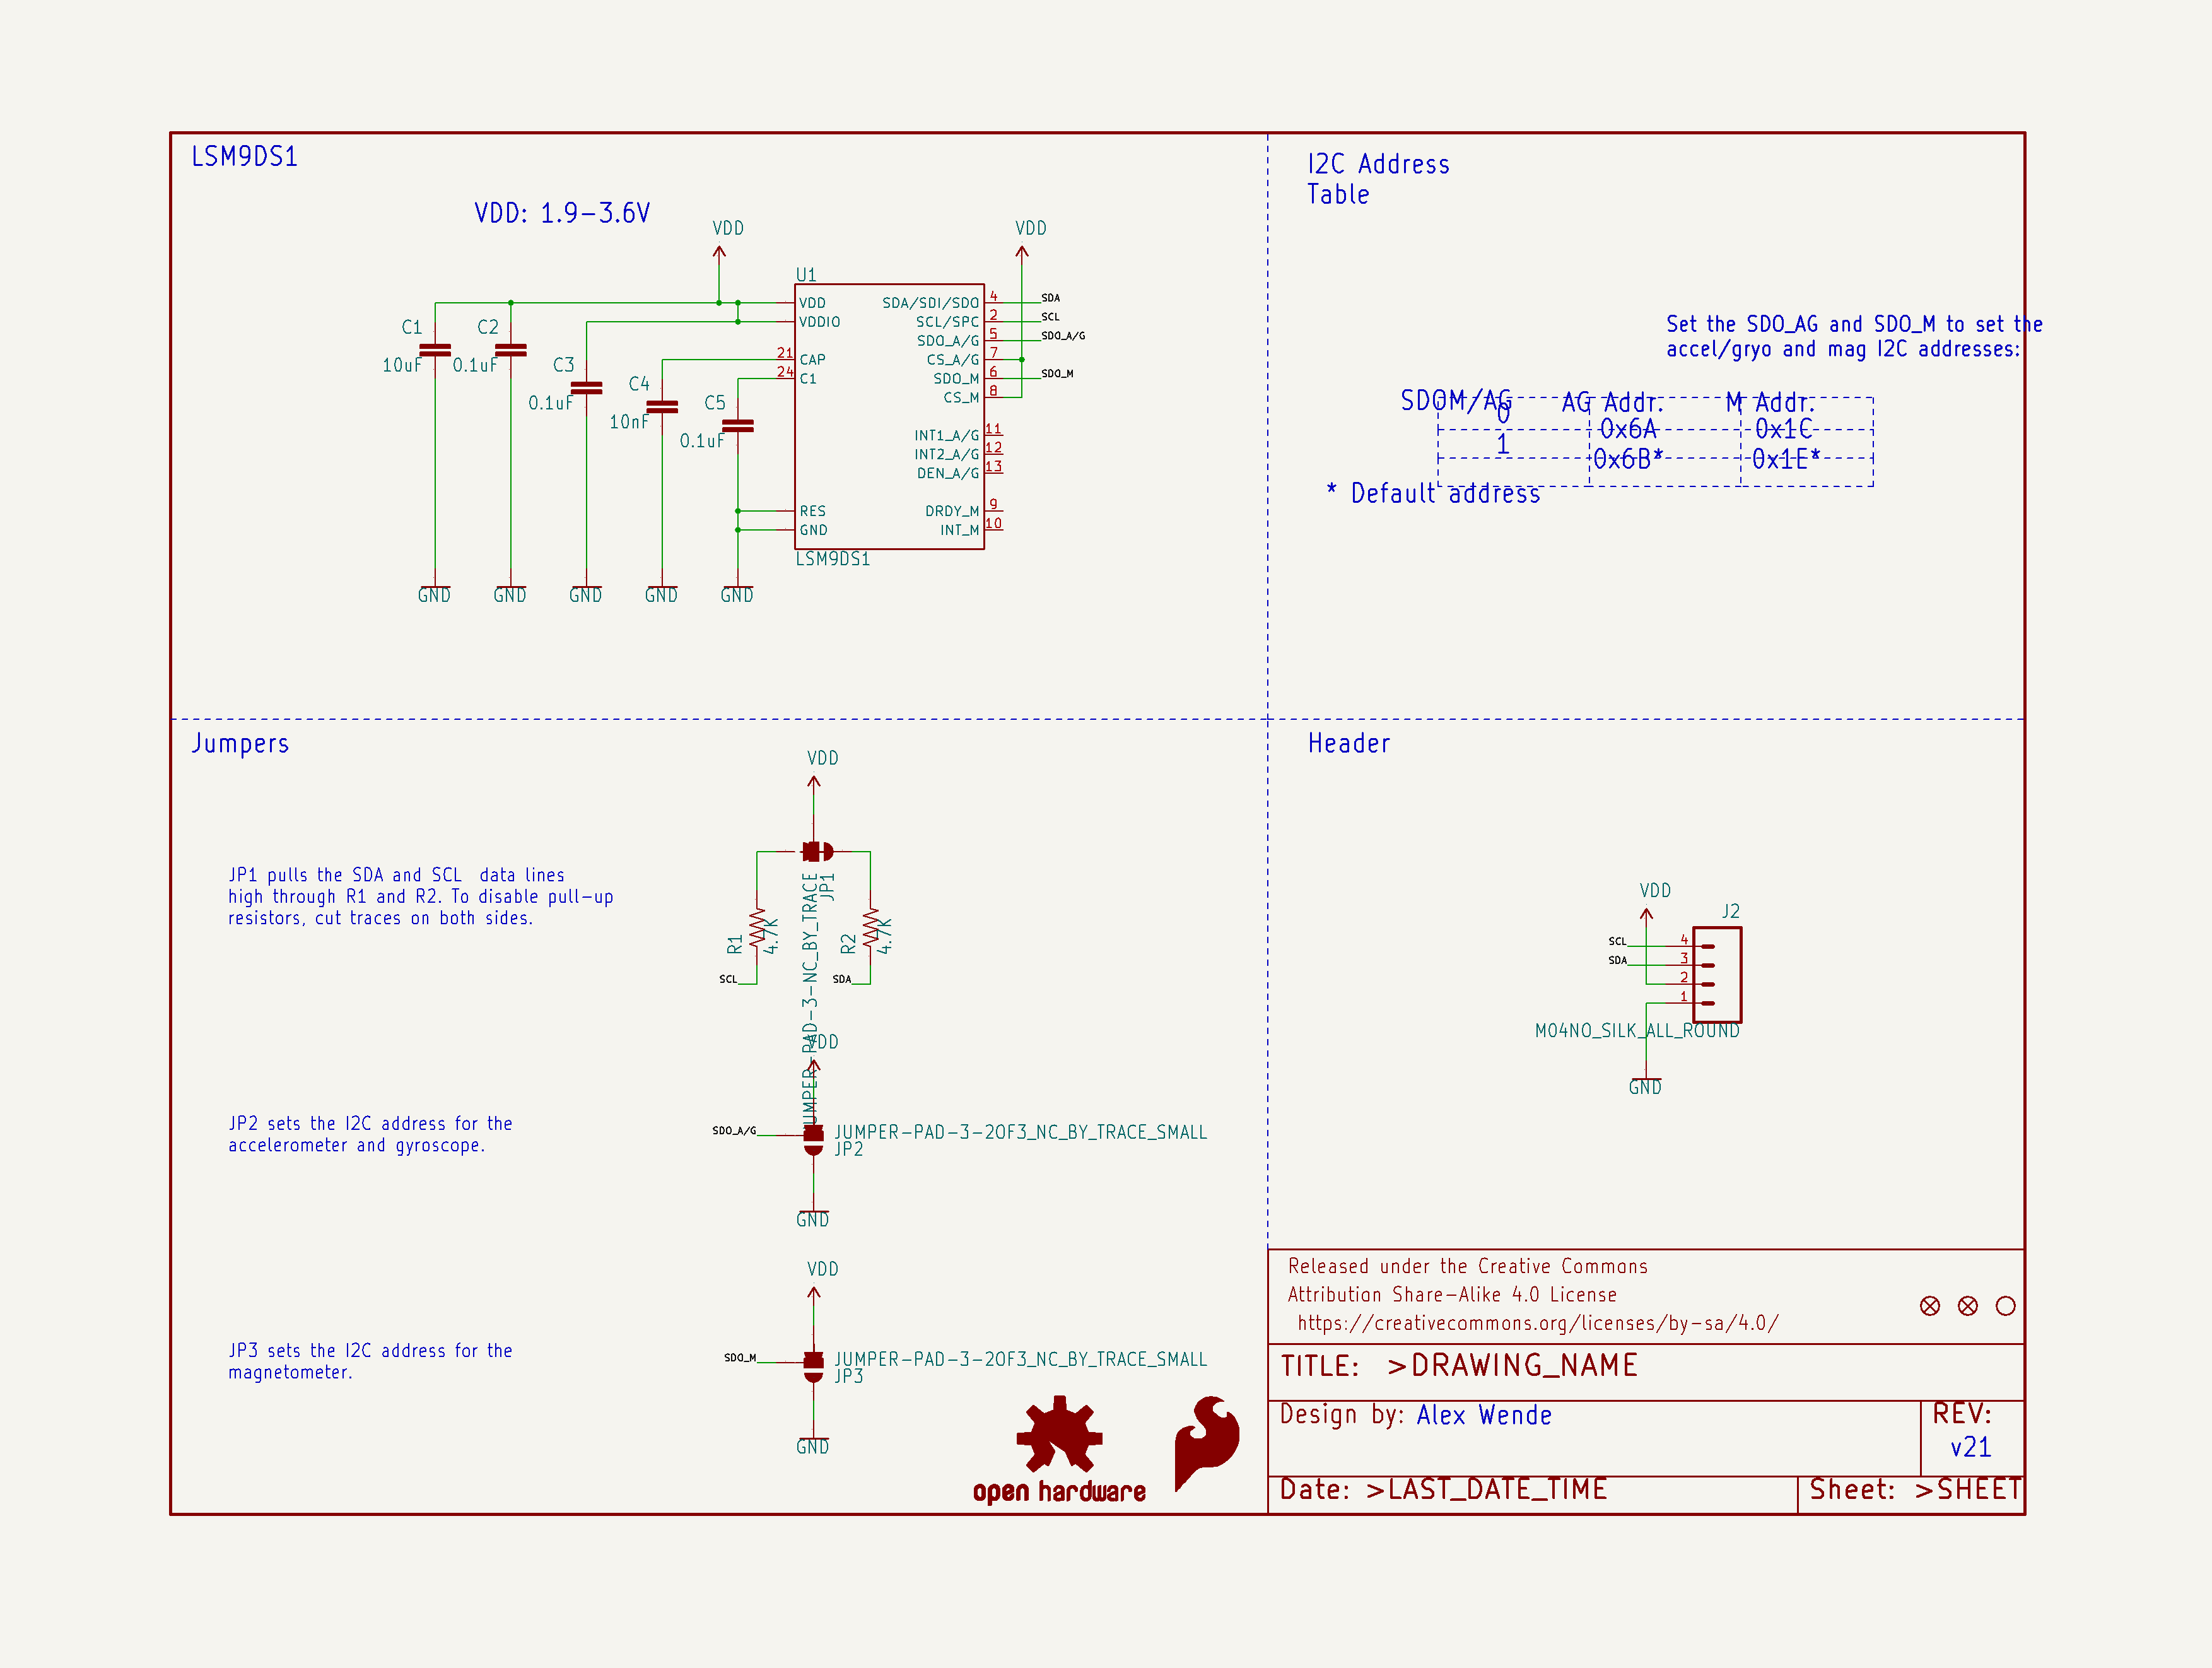 LSM9DS1
VDD: 1.9-3.6V
VDD
VDD
U1
VDD
VDDIO
21
CAP
24
C1
RES
GND
SDA/SDI/SDO
4
SDA
SCL/SPC
2
SCL
SDO_A/G
5
SDO_A/G
CS_A/G
7
SDO_M
6
SDO_M
CS_M
8
INT1_A/G
11
INT2_A/G
12
DEN_A/G
13
DRDY_M
9
INT_M
10
LSM9DS1
C1
10uF
C2
0.1uF
C3
0.1uF
C4
10nF
C5
0.1uF
GND
GND
GND
GND
GND
I2C Address
Table
Set the SDO_AG and SDO_M to set the
accel/gryo and mag I2C addresses:
SDOM/AG AG Addr. M Addr.
0 0x6A 0x1C
1 0x6B* 0x1E*
* Default address
Jumpers
JP1 pulls the SDA and SCL  data lines
high through R1 and R2. To disable pull-up
resistors, cut traces on both sides.
VDD
JP1
JUMPER-PAD-3-NC_BY_TRACE
R1
4.7K
R2
4.7K
SCL
SDA
JP2 sets the I2C address for the
accelerometer and gyroscope.
VDD
SDO_A/G
JUMPER-PAD-3-2OF3_NC_BY_TRACE_SMALL
JP2
GND
JP3 sets the I2C address for the
magnetometer.
VDD
SDO_M
JUMPER-PAD-3-2OF3_NC_BY_TRACE_SMALL
JP3
GND
open hardware
Header
VDD
J2
SCL
4
SDA
3
2
1
M04NO_SILK_ALL_ROUND
GND
Released under the Creative Commons
Attribution Share-Alike 4.0 License
https://creativecommons.org/licenses/by-sa/4.0/
TITLE: >DRAWING_NAME
Design by: Alex Wende
REV:
v21
Date: >LAST_DATE_TIME
Sheet: >SHEET